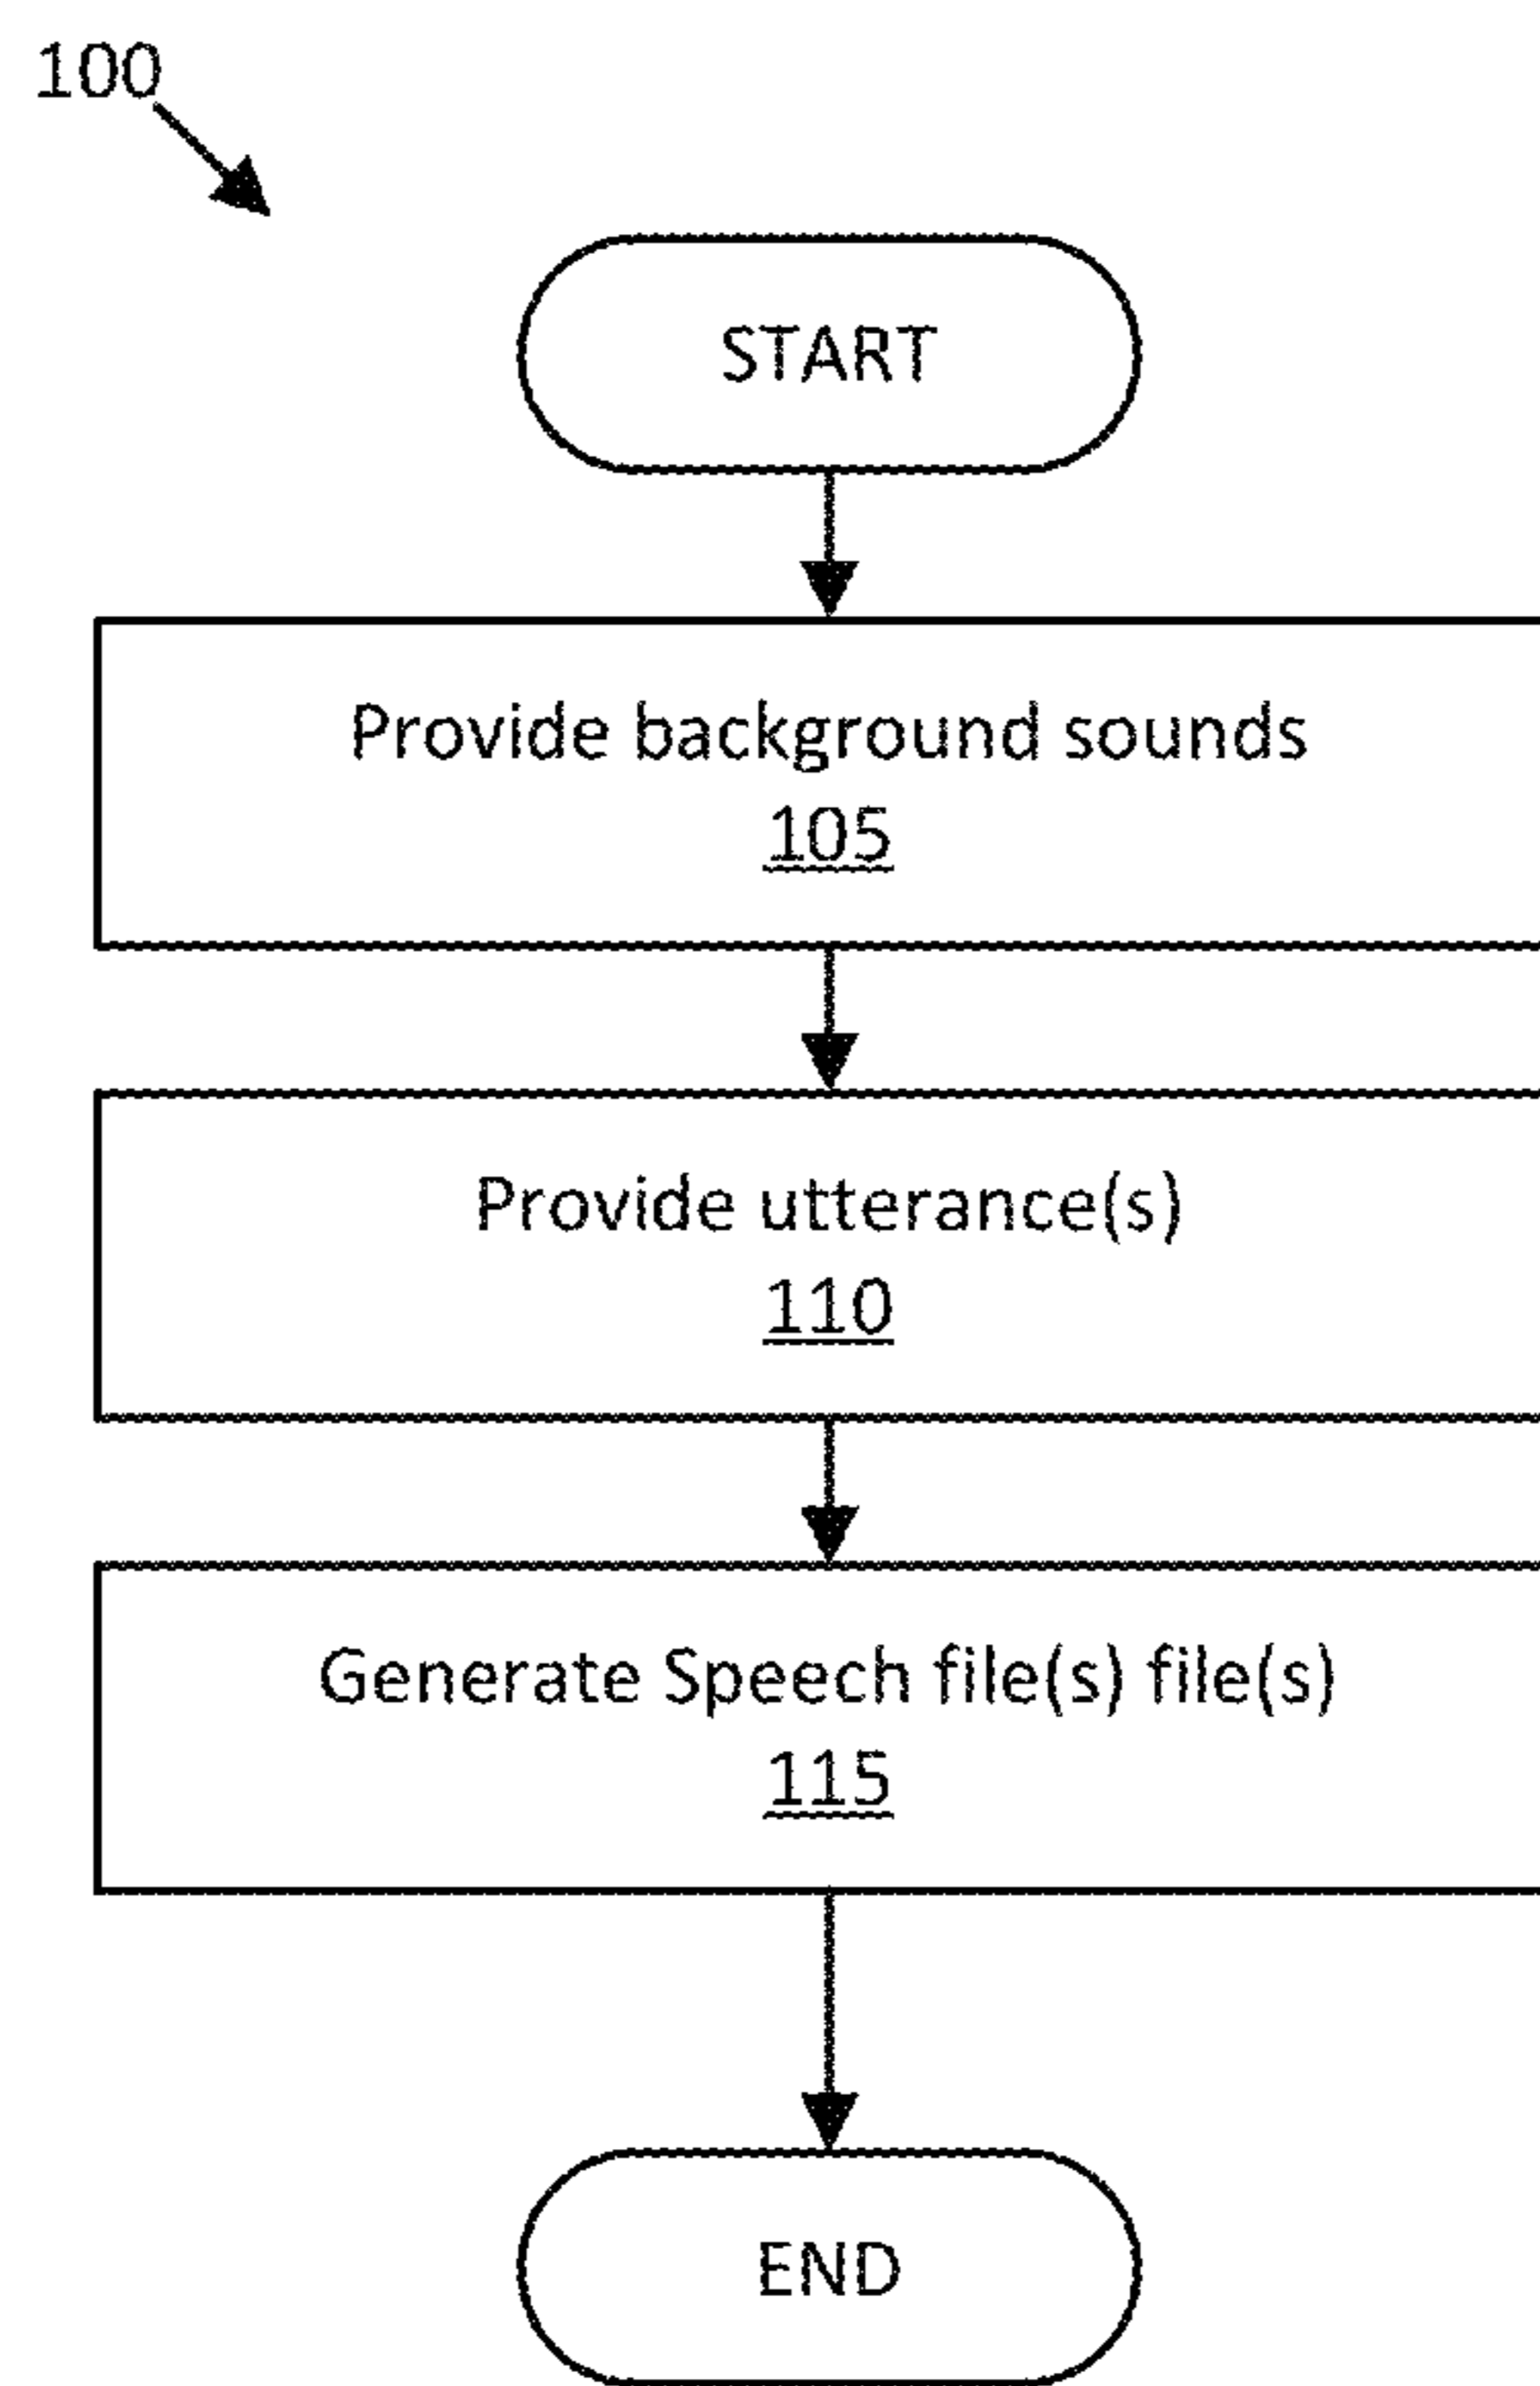 100
START
Provide background sounds
105
Provide utterance(s)
110
Generate Speech file(s) file(s)
115
END